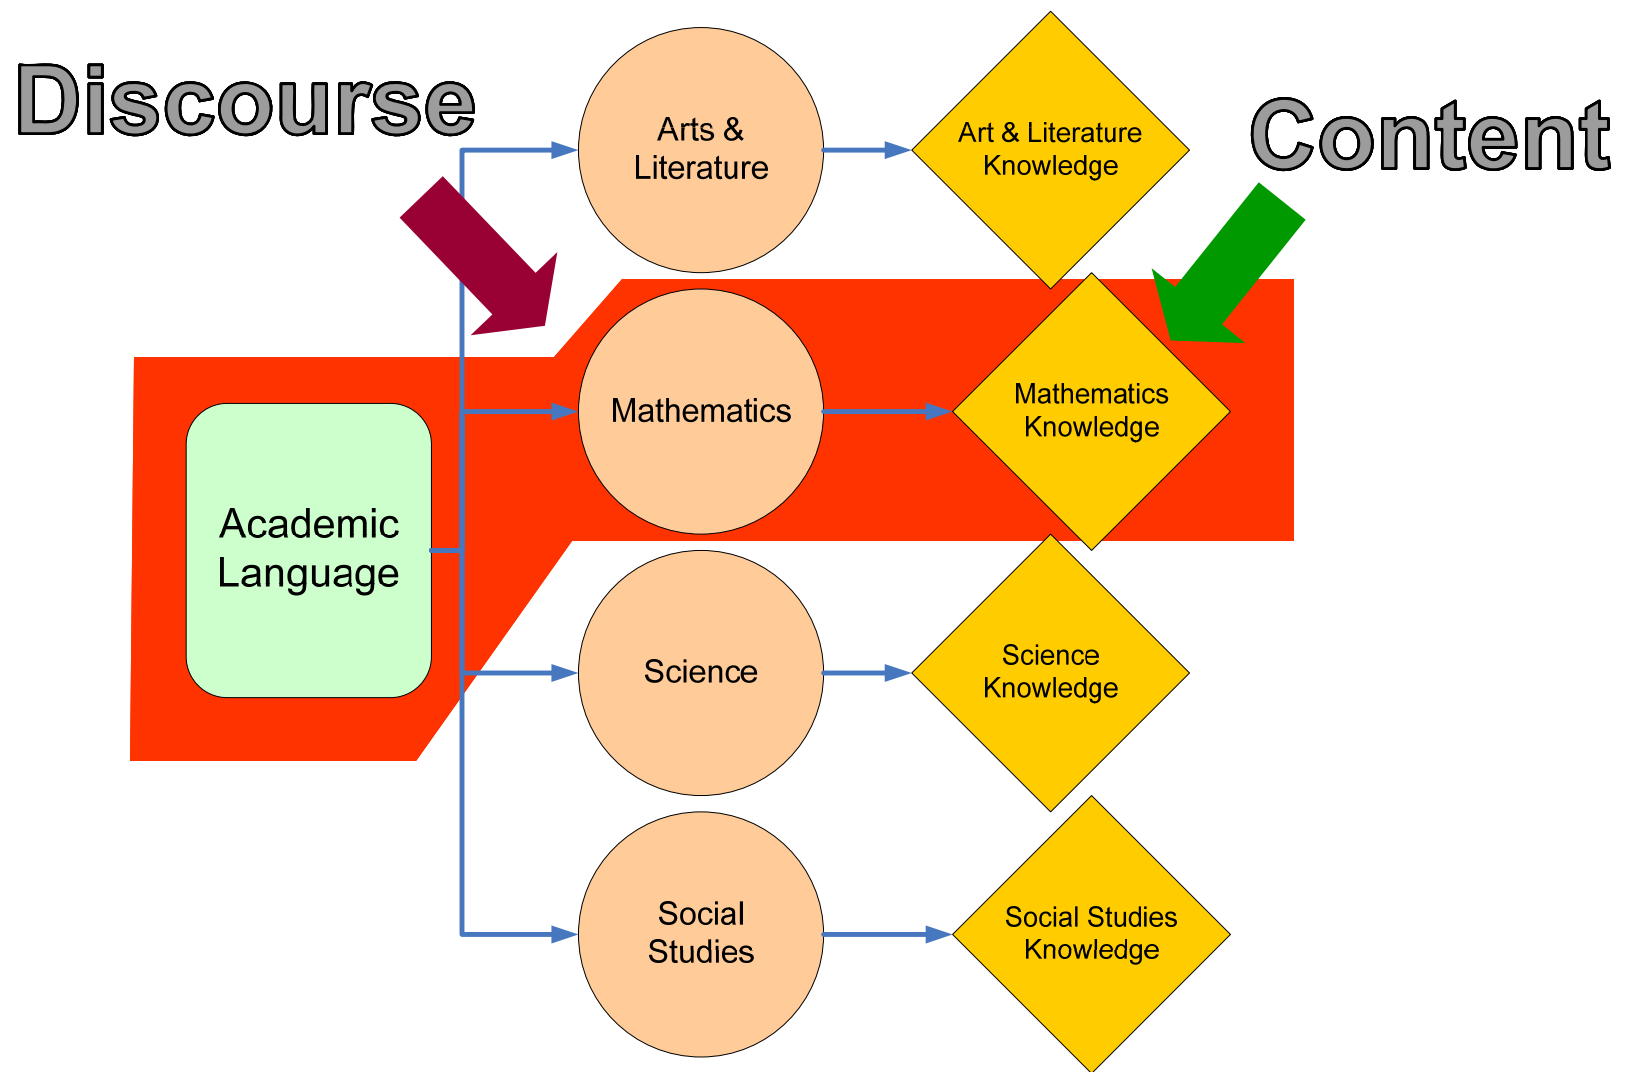 Discourse
Content
Arts &
Literature
Art & Literature
Knowledge
Mathematics
Mathematics
Knowledge
Academic
Language
Science
Science
Knowledge
Social
Studies
Social Studies
Knowledge